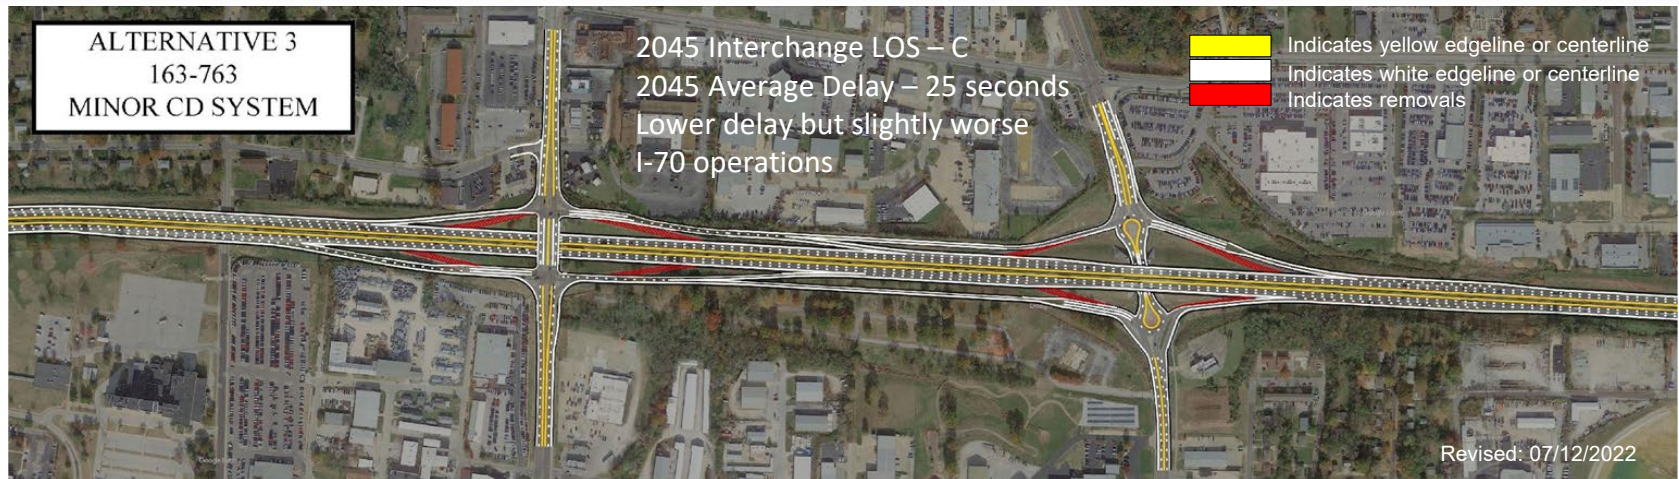 ALTERNATIVE 3
163-763
MINOR CD SYSTEM
2045 Interchange LOS – C
2045 Average Delay – 25 seconds
Lower delay but slightly worse
I-70 operations
Indicates yellow edgeline or centerline
Indicates white edgeline or centerline
Indicates removals
Revised: 07/12/2022